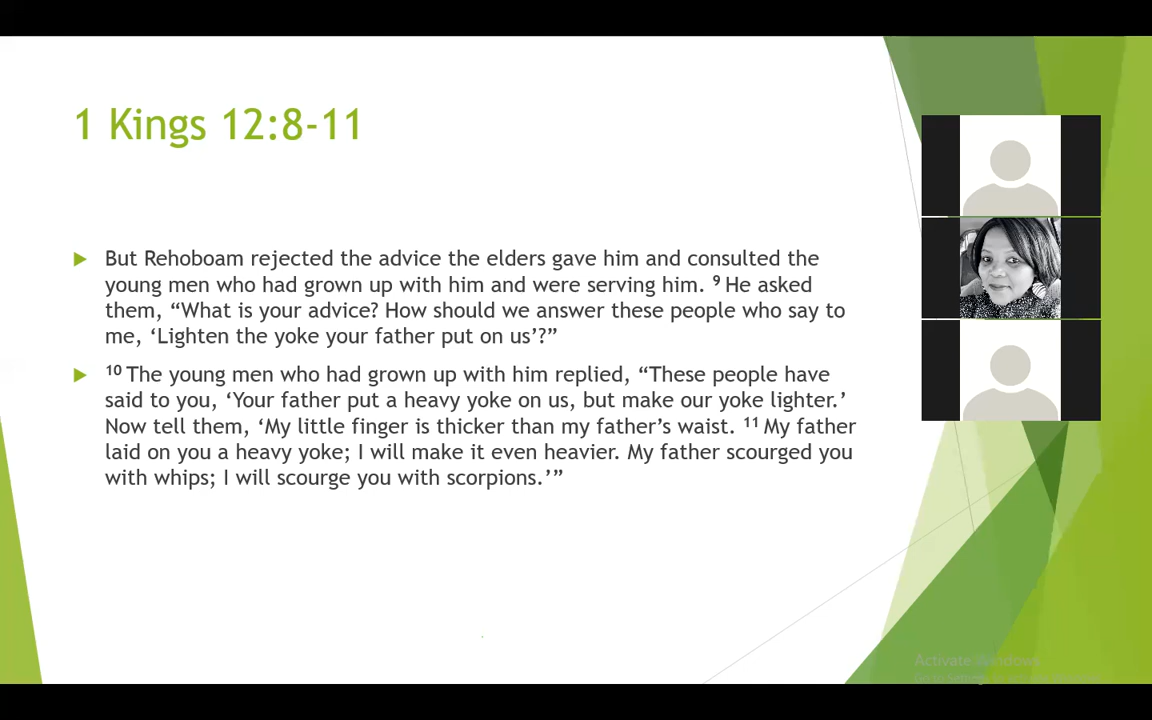 1 Kings 12:8-11
But Rehoboam rejected the advice the elders gave him and consulted the
young men who had grown up with him and were serving him. ⁹ He asked
them, “What is your advice? How should we answer these people who say to
me, ‘Lighten the yoke your father put on us’?”
¹⁰ The young men who had grown up with him replied, “These people have
said to you, ‘Your father put a heavy yoke on us, but make our yoke lighter.’
Now tell them, ‘My little finger is thicker than my father’s waist. ¹¹ My father
laid on you a heavy yoke; I will make it even heavier. My father scourged you
with whips; I will scourge you with scorpions.’”
Activate Windows
Go to Settings